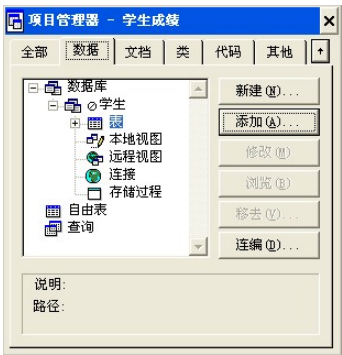 项目管理器 - 学生成绩
全部 数据 文档 类 代码 其他
数据库
学生
表
本地视图
远程视图
连接
存储过程
自由表
查询
新建(N)...
添加(A)...
修改(M)
浏览(B)
移去(V)...
连编(D)...
说明:
路径: